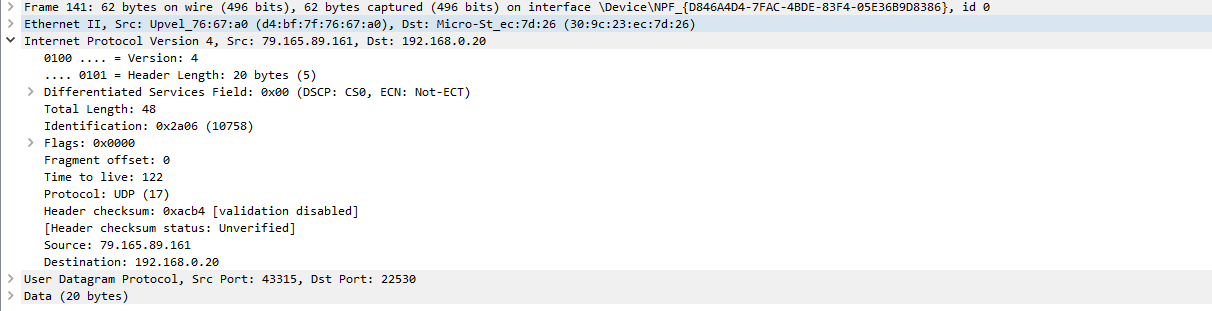 Frame 141: 62 bytes on wire (496 bits), 62 bytes captured (496 bits) on interface \Device\NPF_{D846A4D4-7FAC-4BDE-83F4-05E36B9D8386}, id 0
Ethernet II, Src: Upvel_76:67:a0 (d4:bf:7f:76:67:a0), Dst: Micro-St_ec:7d:26 (30:9c:23:ec:7d:26)
Internet Protocol Version 4, Src: 79.165.89.161, Dst: 192.168.0.20
0100 .... = Version: 4
.... 0101 = Header Length: 20 bytes (5)
Differentiated Services Field: 0x00 (DSCP: CS0, ECN: Not-ECT)
Total Length: 48
Identification: 0x2a06 (10758)
Flags: 0x0000
Fragment offset: 0
Time to live: 122
Protocol: UDP (17)
Header checksum: 0xacb4 [validation disabled]
[Header checksum status: Unverified]
Source: 79.165.89.161
Destination: 192.168.0.20
User Datagram Protocol, Src Port: 43315, Dst Port: 22530
Data (20 bytes)